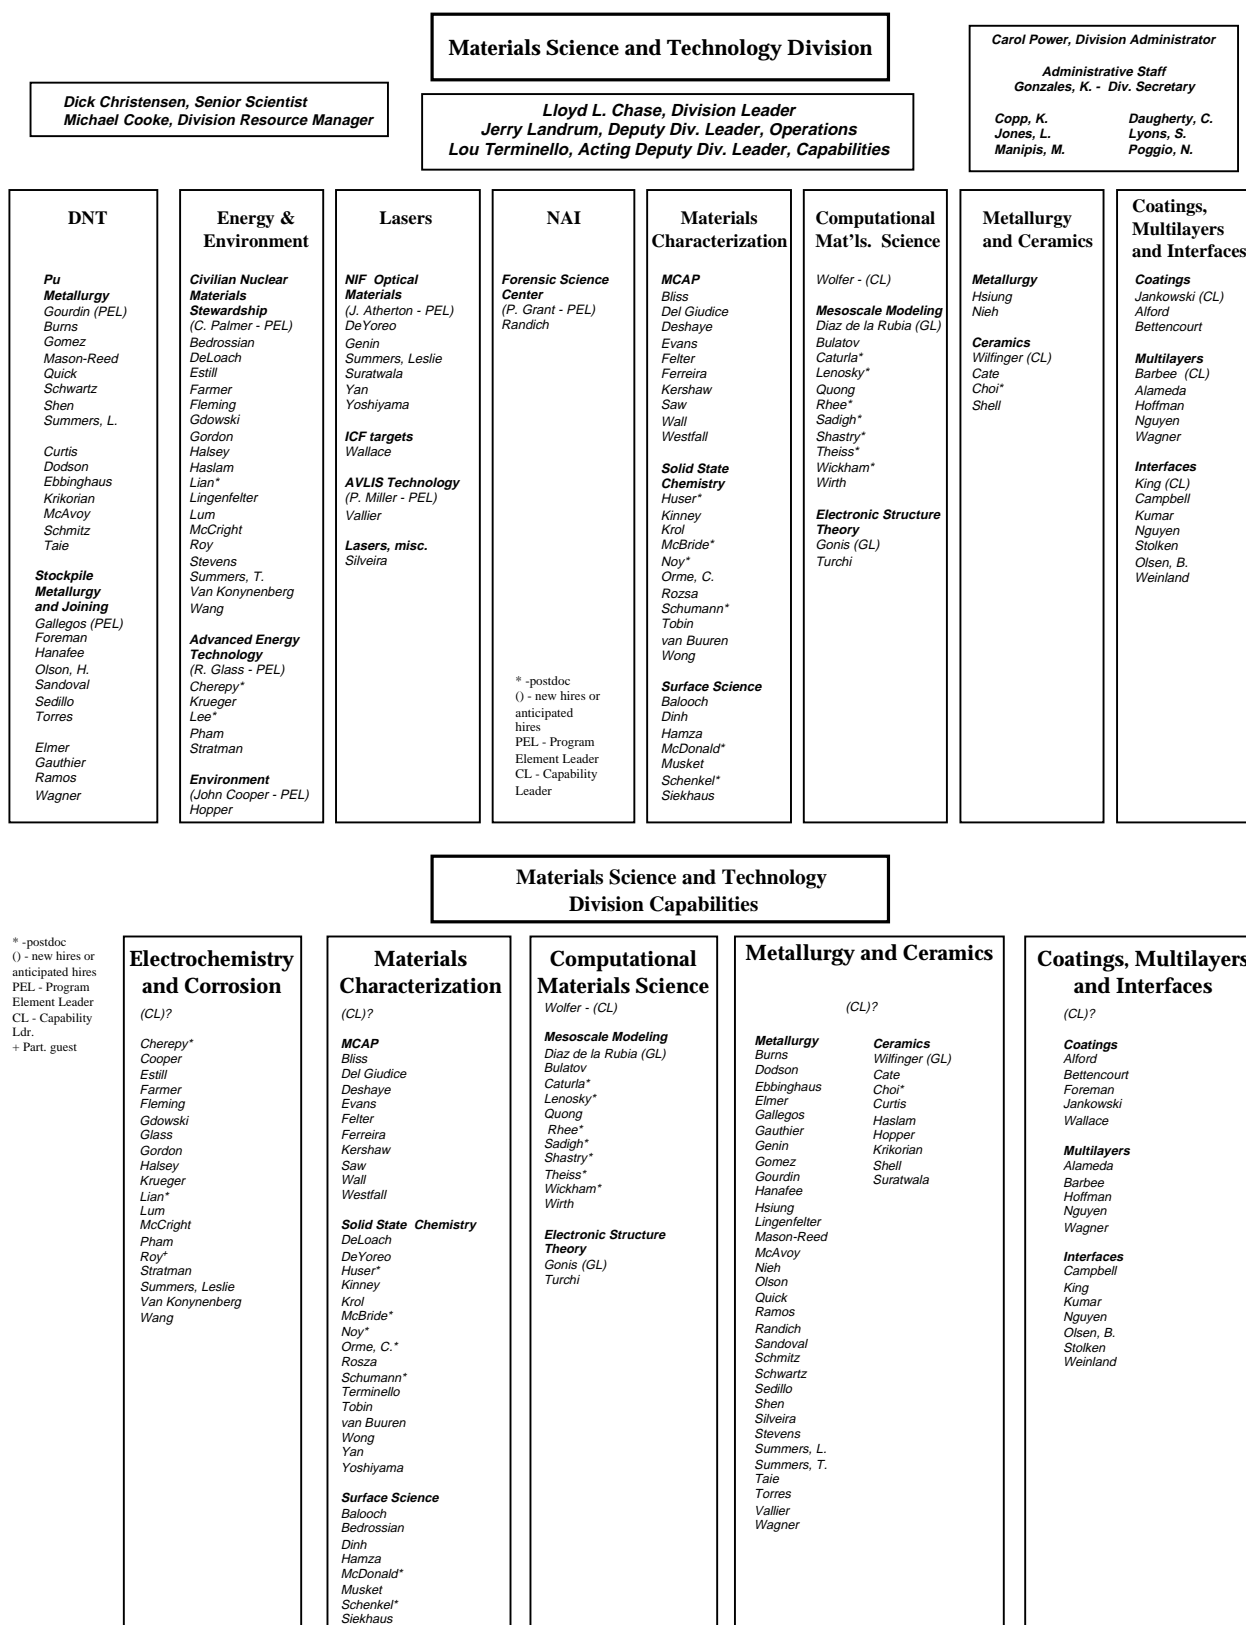 Materials Science and Technology Division
Carol Power, Division Administrator
Administrative Staff
Gonzales, K. - Div. Secretary
Copp, K. Daugherty, C.
Jones, L. Lyons, S.
Manipis, M. Poggio, N.
Dick Christensen, Senior Scientist
Michael Cooke, Division Resource Manager
Lloyd L. Chase, Division Leader
Jerry Landrum, Deputy Div. Leader, Operations
Lou Terminello, Acting Deputy Div. Leader, Capabilities
DNT
Pu
Metallurgy
Gourdin (PEL)
Burns
Gomez
Mason-Reed
Quick
Schwartz
Shen
Summers, L.
Curtis
Dodson
Ebbinghaus
Krikorian
McAvoy
Schmitz
Taie
Stockpile
Metallurgy
and Joining
Gallegos (PEL)
Foreman
Hanafee
Olson, H.
Sandoval
Sedillo
Torres
Elmer
Gauthier
Ramos
Wagner
Energy &
Environment
Civilian Nuclear
Materials
Stewardship
(C. Palmer - PEL)
Bedrossian
DeLoach
Estill
Farmer
Fleming
Gdowski
Gordon
Halsey
Haslam
Lian*
Lingenfelter
Lum
McCright
Roy
Stevens
Summers, T.
Van Konynenberg
Wang
Advanced Energy
Technology
(R. Glass - PEL)
Cherepy*
Krueger
Lee*
Pham
Stratman
Environment
(John Cooper - PEL)
Hopper
Lasers
NIF Optical
Materials
(J. Atherton - PEL)
DeYoreo
Genin
Summers, Leslie
Suratwala
Yan
Yoshiyama
ICF targets
Wallace
AVLIS Technology
(P. Miller - PEL)
Vallier
Lasers, misc.
Silveira
NAI
Forensic Science
Center
(P. Grant - PEL)
Randich
* -postdoc
() - new hires or
anticipated
hires
PEL - Program
Element Leader
CL - Capability
Leader
Materials
Characterization
MCAP
Bliss
Del Giudice
Deshaye
Evans
Felter
Ferreira
Kershaw
Saw
Wall
Westfall
Solid State
Chemistry
Huser*
Kinney
Krol
McBride*
Noy*
Orme, C.
Rozsa
Schumann*
Tobin
van Buuren
Wong
Surface Science
Balooch
Dinh
Hamza
McDonald*
Musket
Schenkel*
Siekhaus
Computational
Mat'ls. Science
Wolfer - (CL)
Mesoscale Modeling
Diaz de la Rubia (GL)
Bulatov
Caturla*
Lenosky*
Quong
Rhee*
Sadigh*
Shastry*
Theiss*
Wickham*
Wirth
Electronic Structure
Theory
Gonis (GL)
Turchi
Metallurgy
and Ceramics
Metallurgy
Hsiung
Nieh
Ceramics
Wilfinger (CL)
Cate
Choi*
Shell
Coatings,
Multilayers
and Interfaces
Coatings
Jankowski (CL)
Alford
Bettencourt
Multilayers
Barbee (CL)
Alameda
Hoffman
Nguyen
Wagner
Interfaces
King (CL)
Campbell
Kumar
Nguyen
Stolken
Olsen, B.
Weinland
Materials Science and Technology
Division Capabilities
* -postdoc
() - new hires or
anticipated hires
PEL - Program
Element Leader
CL - Capability
Ldr.
+ Part. guest
Electrochemistry
and Corrosion
(CL)?
Cherepy*
Cooper
Estill
Farmer
Fleming
Gdowski
Glass
Gordon
Halsey
Krueger
Lian*
Lum
McCright
Pham
Roy+
Stratman
Summers, Leslie
Van Konynenberg
Wang
Materials
Characterization
(CL)?
MCAP
Bliss
Del Giudice
Deshaye
Evans
Felter
Ferreira
Kershaw
Saw
Wall
Westfall
Solid State Chemistry
DeLoach
DeYoreo
Huser*
Kinney
Krol
McBride*
Noy*
Orme, C.*
Rosza
Schumann*
Terminello
Tobin
van Buuren
Wong
Yan
Yoshiyama
Surface Science
Balooch
Bedrossian
Dinh
Hamza
McDonald*
Musket
Schenkel*
Siekhaus
Computational
Materials Science
Wolfer - (CL)
Mesoscale Modeling
Diaz de la Rubia (GL)
Bulatov
Caturla*
Lenosky*
Quong
Rhee*
Sadigh*
Shastry*
Theiss*
Wickham*
Wirth
Electronic Structure
Theory
Gonis (GL)
Turchi
Metallurgy and Ceramics
(CL)?
Metallurgy
Burns
Dodson
Ebbinghaus
Elmer
Gallegos
Gauthier
Genin
Gomez
Gourdin
Hanafee
Hsiung
Lingenfelter
Mason-Reed
McAvoy
Nieh
Olson
Quick
Ramos
Randich
Sandoval
Schmitz
Schwartz
Sedillo
Shen
Silveira
Stevens
Summers, L.
Summers, T.
Taie
Torres
Vallier
Wagner
Ceramics
Wilfinger (GL)
Cate
Choi*
Curtis
Haslam
Hopper
Krikorian
Shell
Suratwala
Coatings, Multilayers
and Interfaces
(CL)?
Coatings
Alford
Bettencourt
Foreman
Jankowski
Wallace
Multilayers
Alameda
Barbee
Hoffman
Nguyen
Wagner
Interfaces
Campbell
King
Kumar
Nguyen
Olsen, B.
Stolken
Weinland